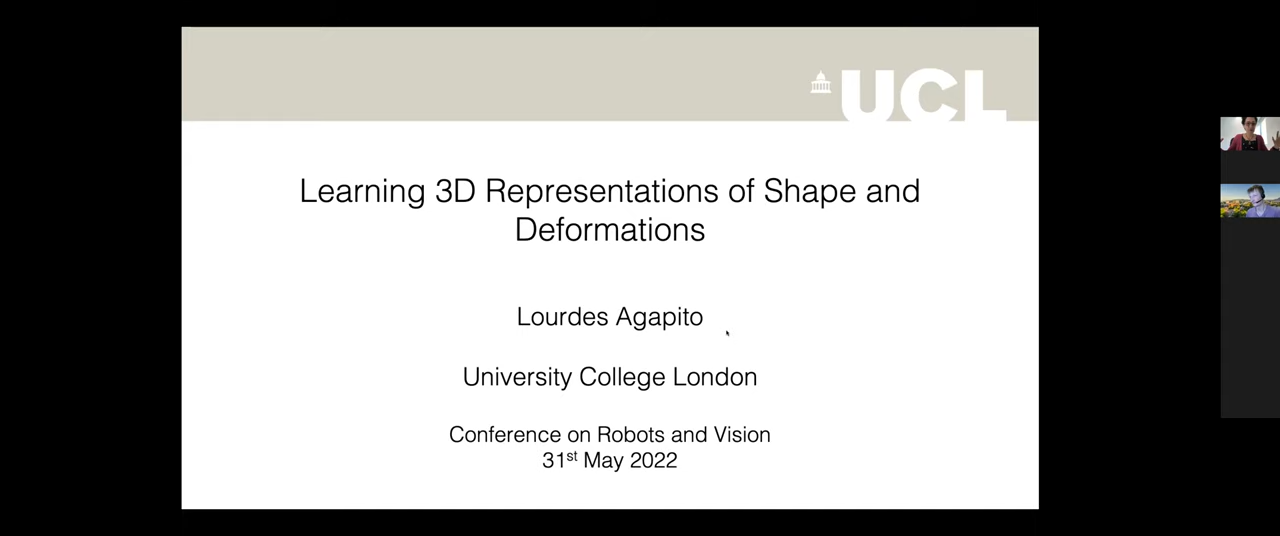 UCL
Learning 3D Representations of Shape and
Deformations
Lourdes Agapito
University College London
Conference on Robots and Vision
31st May 2022